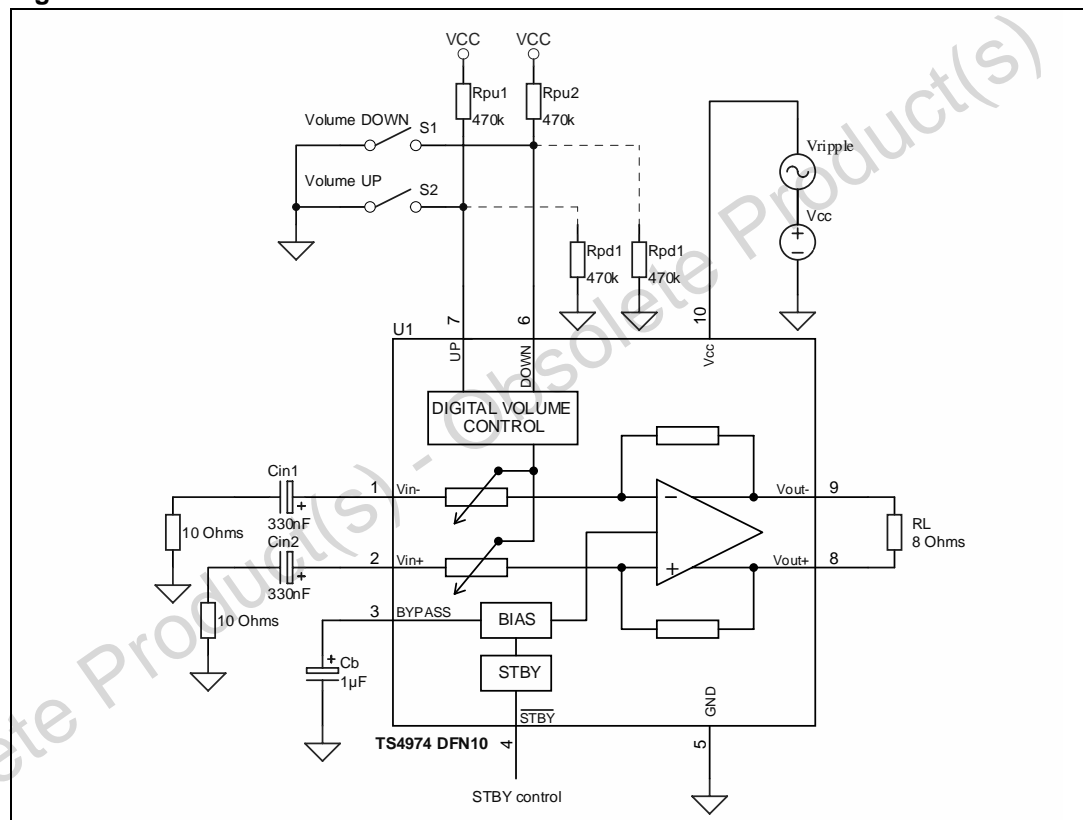 VCC
VCC
Rpu1
470k
Rpu2
470k
Volume DOWN
S1
Volume UP
S2
Vripple
Vcc
+
−
Rpd1
470k
Rpd1
470k
7
6
10
U1
UP
DOWN
Vcc
DIGITAL VOLUME
CONTROL
Cin1
+
330nF
1
Vin-
−
Vout-
9
10 Ohms
RL
8 Ohms
Cin2
+
330nF
2
Vin+
+
Vout+
8
10 Ohms
3
BYPASS
BIAS
+
Cb
1µF
STBY
STBY
GND
TS4974 DFN10
4
5
STBY control
ete Product(s) - Obsolete Product(s)